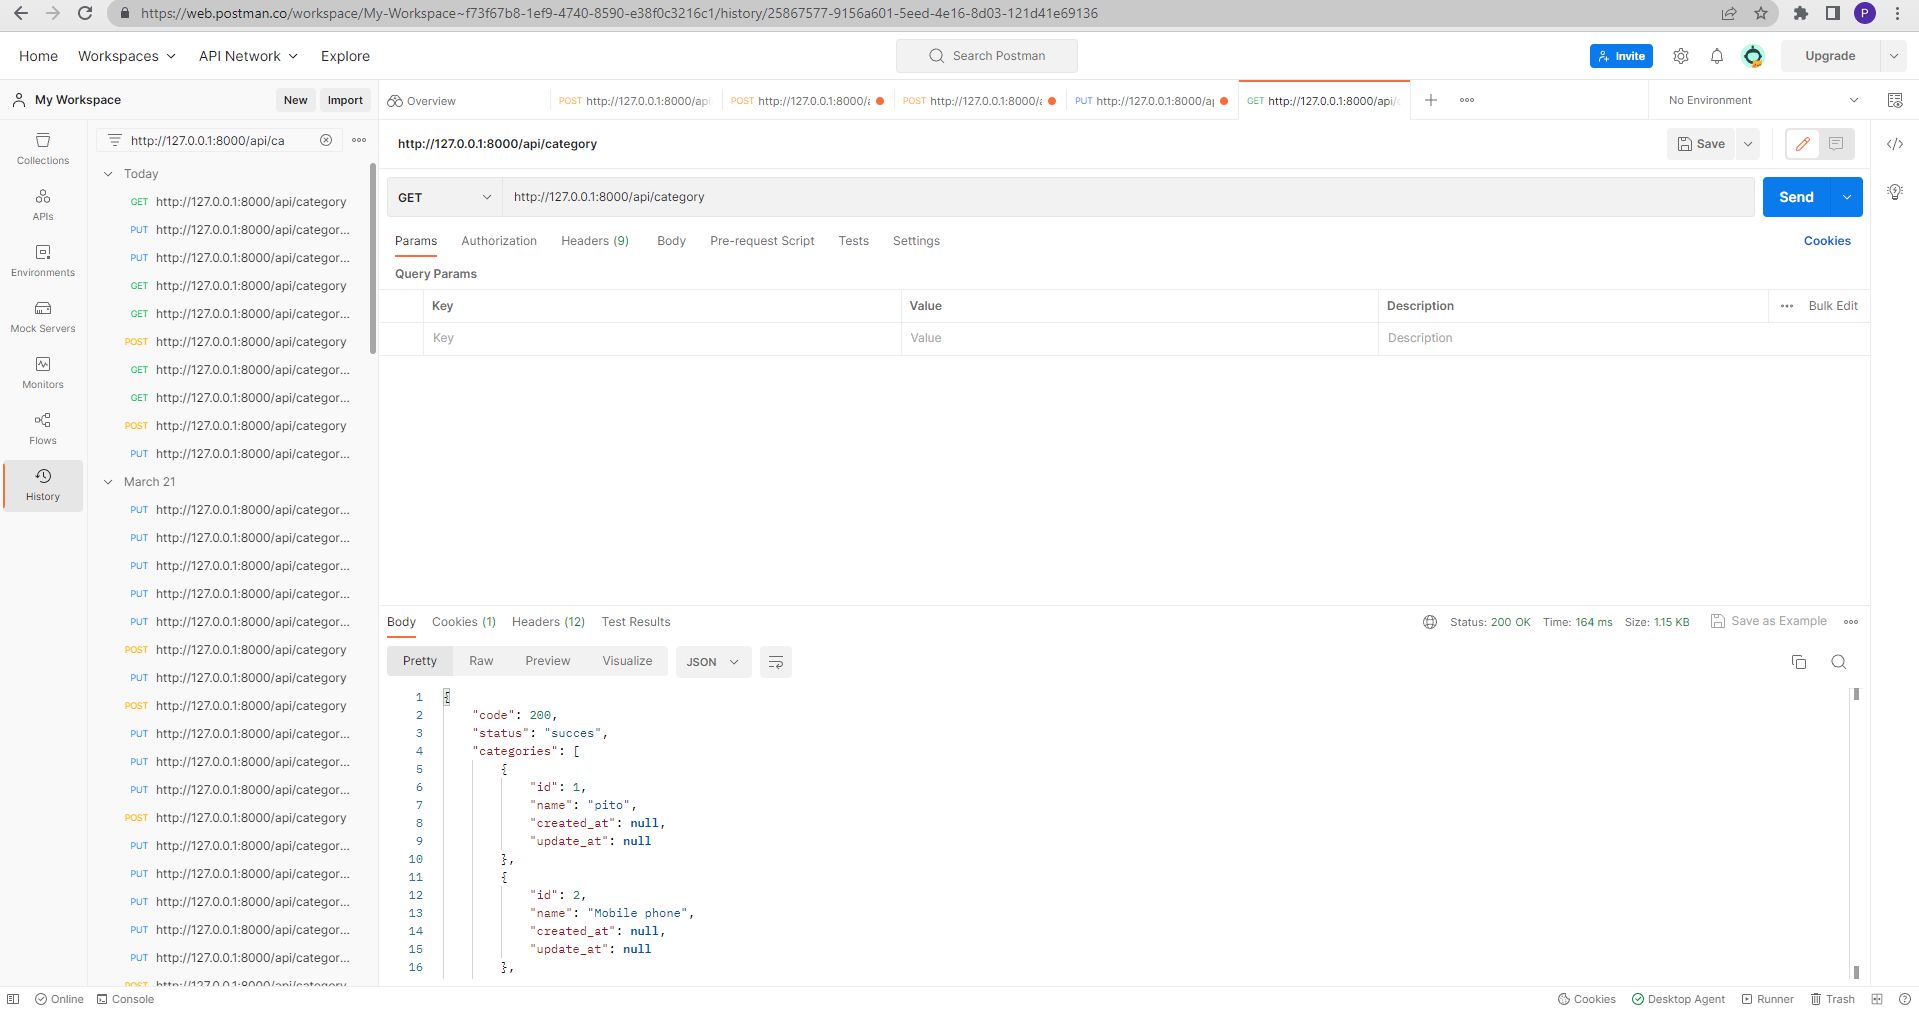 https://web.postman.co/workspace/My-Workspace~f73f67b8-1ef9-4740-8590-e38f0c3216c1/history/25867577-9156a601-5eed-4e16-8d03-121d41e69136
P
Home Workspaces API Network Explore
Search Postman
Invite
Upgrade
My Workspace
New Import
Overview
POST http://127.0.0.1:8000/api
POST http://127.0.0.1:8000/a
POST http://127.0.0.1:8000/a
PUT http://127.0.0.1:8000/ap
GET http://127.0.0.1:8000/api/
No Environment
Collections
APIs
Environments
Mock Servers
Monitors
Flows
History
http://127.0.0.1:8000/api/ca
Today
GET http://127.0.0.1:8000/api/category
PUT http://127.0.0.1:8000/api/categor...
PUT http://127.0.0.1:8000/api/categor...
GET http://127.0.0.1:8000/api/category
GET http://127.0.0.1:8000/api/category
POST http://127.0.0.1:8000/api/category
GET http://127.0.0.1:8000/api/categor...
GET http://127.0.0.1:8000/api/categor...
POST http://127.0.0.1:8000/api/category
PUT http://127.0.0.1:8000/api/categor...
March 21
PUT http://127.0.0.1:8000/api/categor...
PUT http://127.0.0.1:8000/api/categor...
PUT http://127.0.0.1:8000/api/categor...
PUT http://127.0.0.1:8000/api/categor...
PUT http://127.0.0.1:8000/api/categor...
POST http://127.0.0.1:8000/api/category
PUT http://127.0.0.1:8000/api/categor...
POST http://127.0.0.1:8000/api/category
PUT http://127.0.0.1:8000/api/categor...
PUT http://127.0.0.1:8000/api/categor...
PUT http://127.0.0.1:8000/api/categor...
POST http://127.0.0.1:8000/api/category
PUT http://127.0.0.1:8000/api/categor...
PUT http://127.0.0.1:8000/api/categor...
PUT http://127.0.0.1:8000/api/categor...
PUT http://127.0.0.1:8000/api/categor...
PUT http://127.0.0.1:8000/api/categor...
POST http://127.0.0.1:8000/api/category
http://127.0.0.1:8000/api/category
Save
GET http://127.0.0.1:8000/api/category
Send
Params Authorization Headers (9) Body Pre-request Script Tests Settings
Cookies
Query Params
Key Value Description Bulk Edit
Key Value Description
Body Cookies (1) Headers (12) Test Results
Status: 200 OK Time: 164 ms Size: 1.15 KB Save as Example
Pretty Raw Preview Visualize JSON
1 {
2 "code": 200,
3 "status": "succes",
4 "categories": [
5 {
6 "id": 1,
7 "name": "pito",
8 "created_at": null,
9 "update_at": null
10 },
11 {
12 "id": 2,
13 "name": "Mobile phone",
14 "created_at": null,
15 "update_at": null
16 },
Online Console
Cookies Desktop Agent Runner Trash